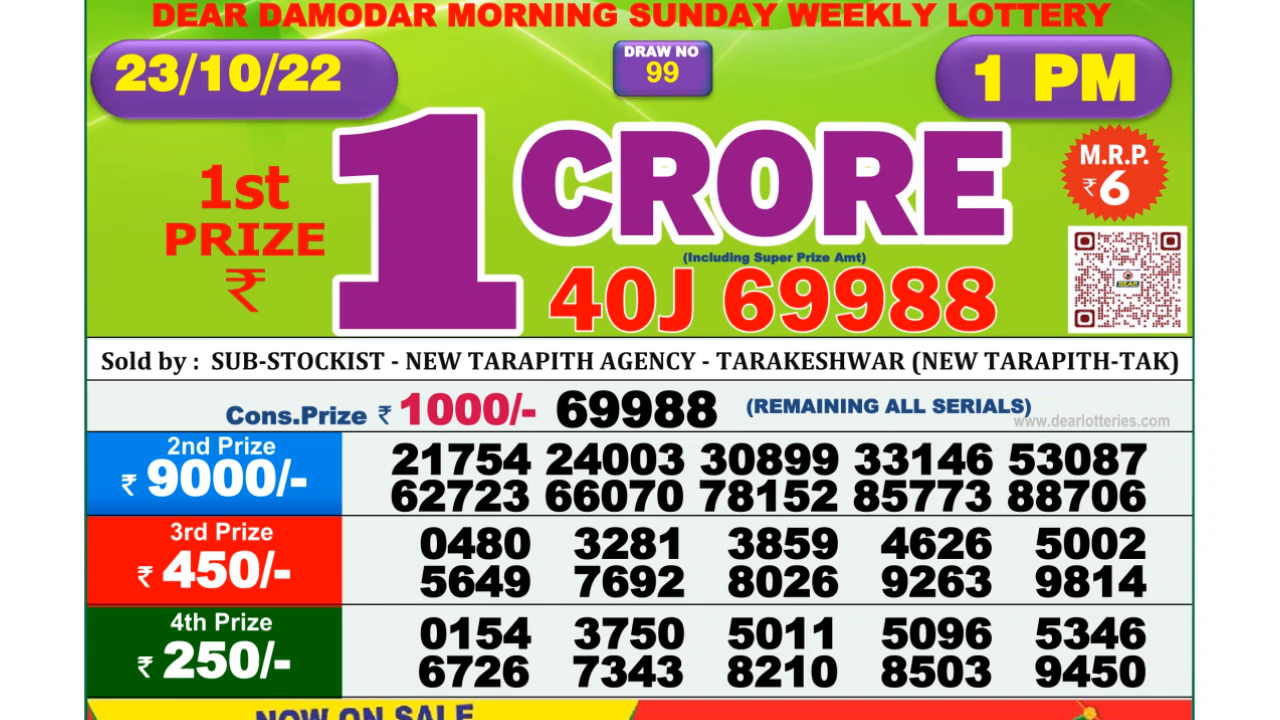 DEAR DAMODAR MORNING SUNDAY WEEKLY LOTTERY
23/10/22
DRAW NO
99
1 PM
1st
PRIZE
₹
1 CRORE
M.R.P.
₹6
(Including Super Prize Amt)
40J 69988
DEAR
Sold by : SUB-STOCKIST - NEW TARAPITH AGENCY - TARAKESHWAR (NEW TARAPITH-TAK)
Cons.Prize ₹ 1000/- 69988 (REMAINING ALL SERIALS)
www.dearlotteries.com
2nd Prize
₹ 9000/-
21754 24003 30899 33146 53087
62723 66070 78152 85773 88706
3rd Prize
₹ 450/-
0480 3281 3859 4626 5002
5649 7692 8026 9263 9814
4th Prize
₹ 250/-
0154 3750 5011 5096 5346
6726 7343 8210 8503 9450
NOW ON SALE